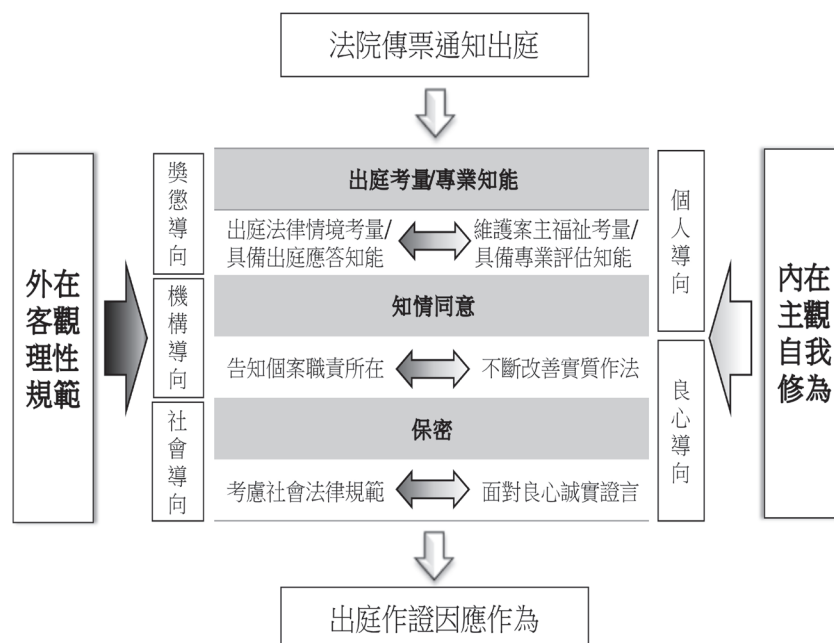 法院傳票通知出庭
外在
客觀
理性
規範
獎懲導向
機構導向
社會導向
出庭考量/專業知能
出庭法律情境考量/
具備出庭應答知能
維護案主福祉考量/
具備專業評估知能
知情同意
告知個案職責所在
不斷改善實質作法
保密
考慮社會法律規範
面對良心誠實證言
個人導向
良心導向
內在
主觀
自我
修為
出庭作證因應作為